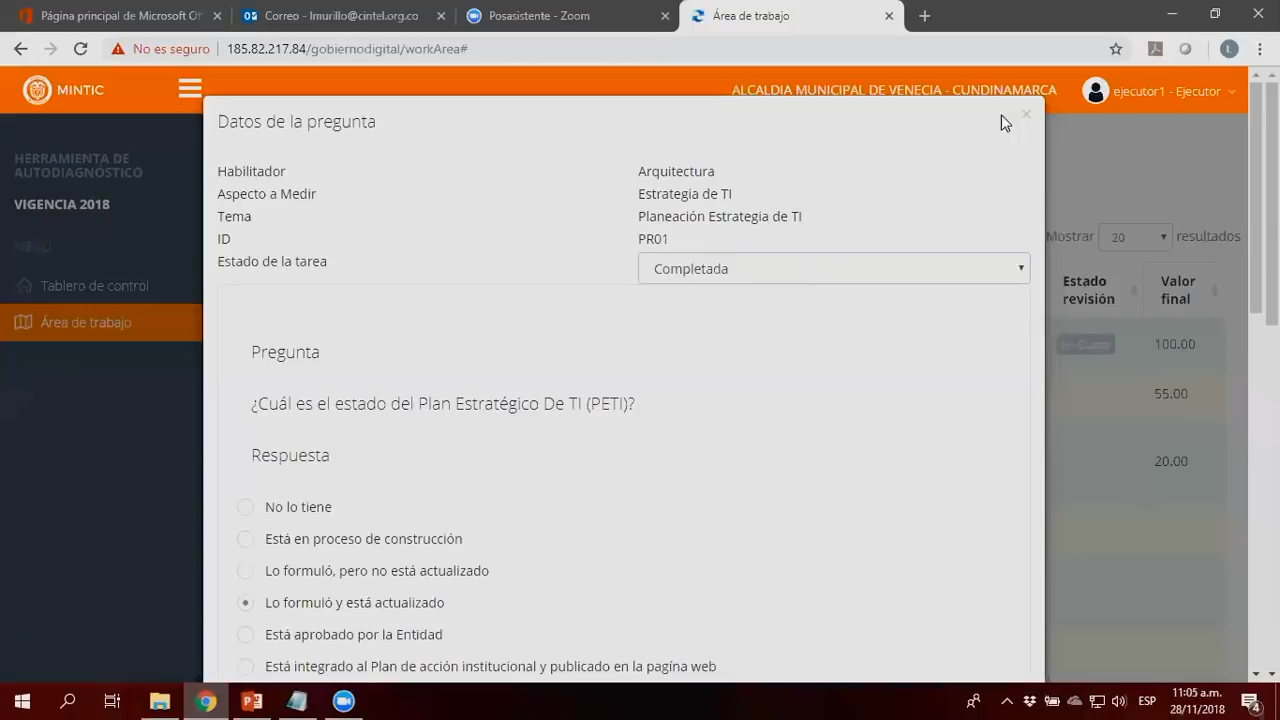 Página principal de Microsoft Of
Correo - lmurillo@cintel.org.co
Posasistente - Zoom
Área de trabajo
No es seguro
185.82.217.84/gobiernodigital/workArea#
L
MINTIC
ALCALDIA MUNICIPAL DE VENECIA - CUNDINAMARCA
ejecutor1 - Ejecutor
HERRAMIENTA DE
AUTODIAGNÓSTICO
VIGENCIA 2018
Tablero de control
Área de trabajo
Datos de la pregunta
Habilitador
Arquitectura
Aspecto a Medir
Estrategia de TI
Tema
Planeación Estrategia de TI
ID
PR01
Estado de la tarea
Completada
Pregunta
¿Cuál es el estado del Plan Estratégico De TI (PETI)?
Respuesta
No lo tiene
Está en proceso de construcción
Lo formuló, pero no está actualizado
Lo formuló y está actualizado
Está aprobado por la Entidad
Está integrado al Plan de acción institucional y publicado en la pagína web
Mostrar 20 resultados
Estado
revisión
Valor
final
En Curso
100.00
55.00
20.00
ESP
11:05 a.m.
28/11/2018
4